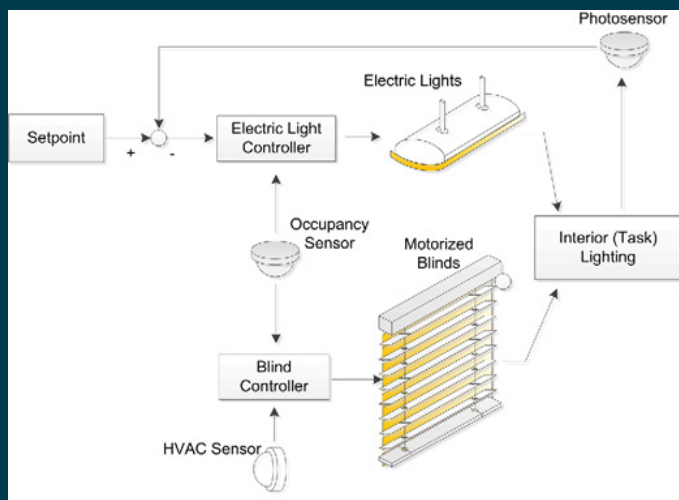 Photosensor
Electric Lights
Setpoint
+
-
Electric Light
Controller
Occupancy
Sensor
Motorized
Blinds
Interior (Task)
Lighting
Blind
Controller
HVAC Sensor